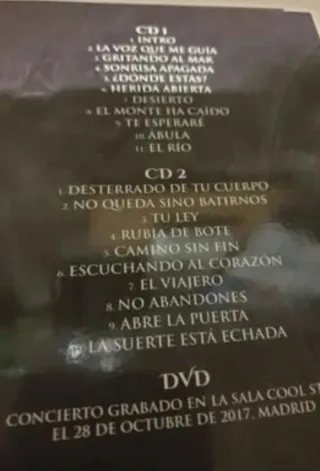 CD 1
1. INTRO
2. LA VOZ QUE ME GUÍA
3. GRITANDO AL MAR
4. SONRISA APAGADA
5. ¿DONDE ESTÁS?
6. HERIDA ABIERTA
7. DESIERTO
8. EL MONTE HA CAÍDO
9. TE ESPERARÉ
10. ÁBULA
11. EL RÍO
CD 2
1. DESTERRADO DE TU CUERPO
2. NO QUEDA SINO BATIRNOS
3. TU LEY
4. RUBIA DE BOTE
5. CAMINO SIN FIN
6. ESCUCHANDO AL CORAZÓN
7. EL VIAJERO
8. NO ABANDONES
9. ABRE LA PUERTA
10. LA SUERTE ESTÁ ECHADA
DVD
CONCIERTO GRABADO EN LA SALA COOL ST
EL 28 DE OCTUBRE DE 2017. MADRID